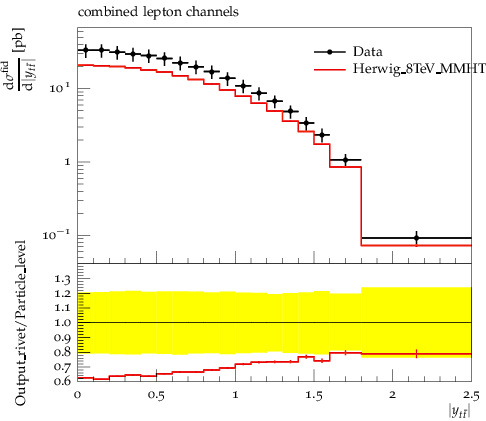 combined lepton channels
dσ^fid / d|y_tt̄| [pb]
Data
Herwig_8TeV_MMHT
10^1
1
10^−1
Output_rivet/Particle_level
1.3
1.2
1.1
1.0
0.9
0.8
0.7
0.6
0 0.5 1 1.5 2 2.5
|y_tt̄|